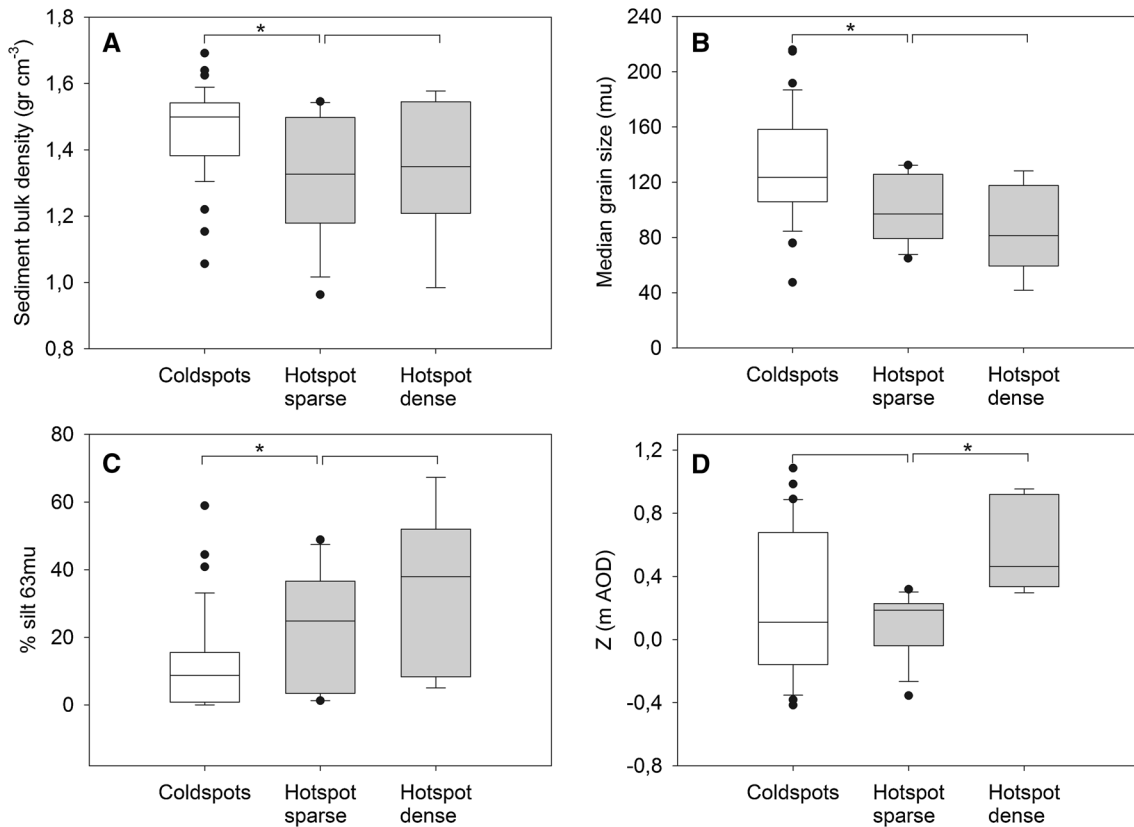 A
*
Sediment bulk density (gr cm-3)
1,8
1,6
1,4
1,2
1,0
0,8
Coldspots
Hotspot
sparse
Hotspot
dense
B
*
Median grain size (mu)
240
200
160
120
80
40
0
Coldspots
Hotspot
sparse
Hotspot
dense
C
*
% silt 63mu
80
60
40
20
0
Coldspots
Hotspot
sparse
Hotspot
dense
D
*
Z (m AOD)
1,2
0,8
0,4
0,0
-0,4
-0,8
Coldspots
Hotspot
sparse
Hotspot
dense